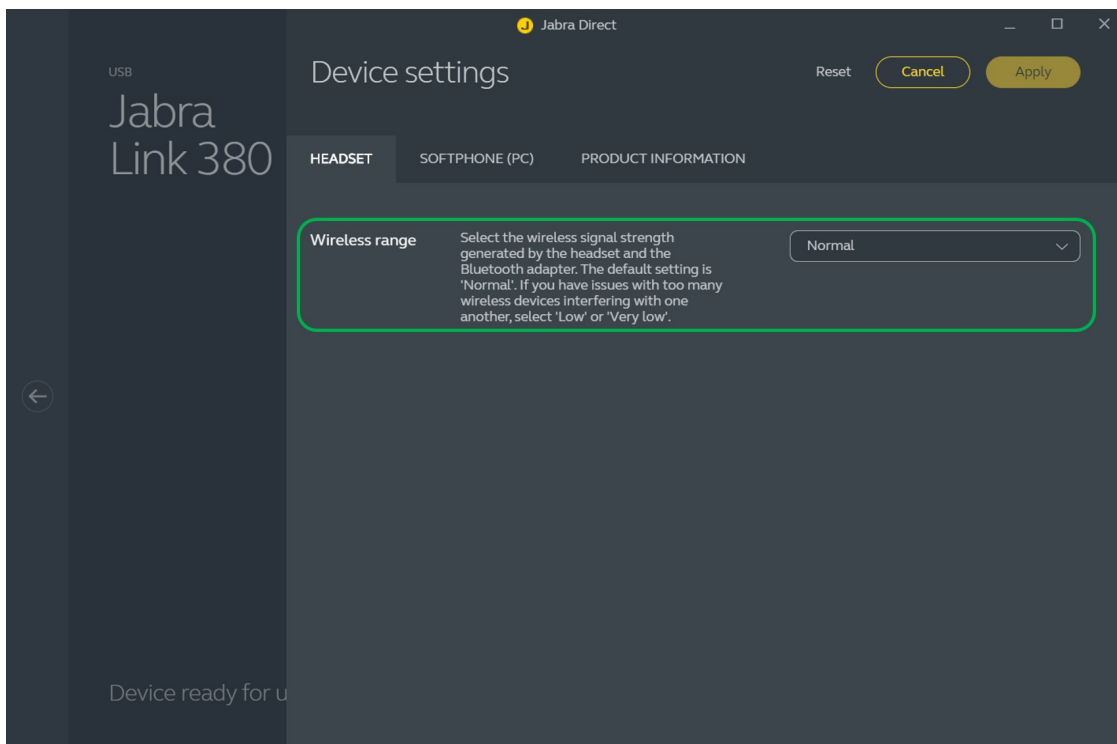 Jabra Direct
USB
Jabra
Link 380
Device settings
Reset
Cancel
Apply
HEADSET
SOFTPHONE (PC)
PRODUCT INFORMATION
Wireless range
Select the wireless signal strength
generated by the headset and the
Bluetooth adapter. The default setting is
'Normal'. If you have issues with too many
wireless devices interfering with one
another, select 'Low' or 'Very low'.
Normal
Device ready for u